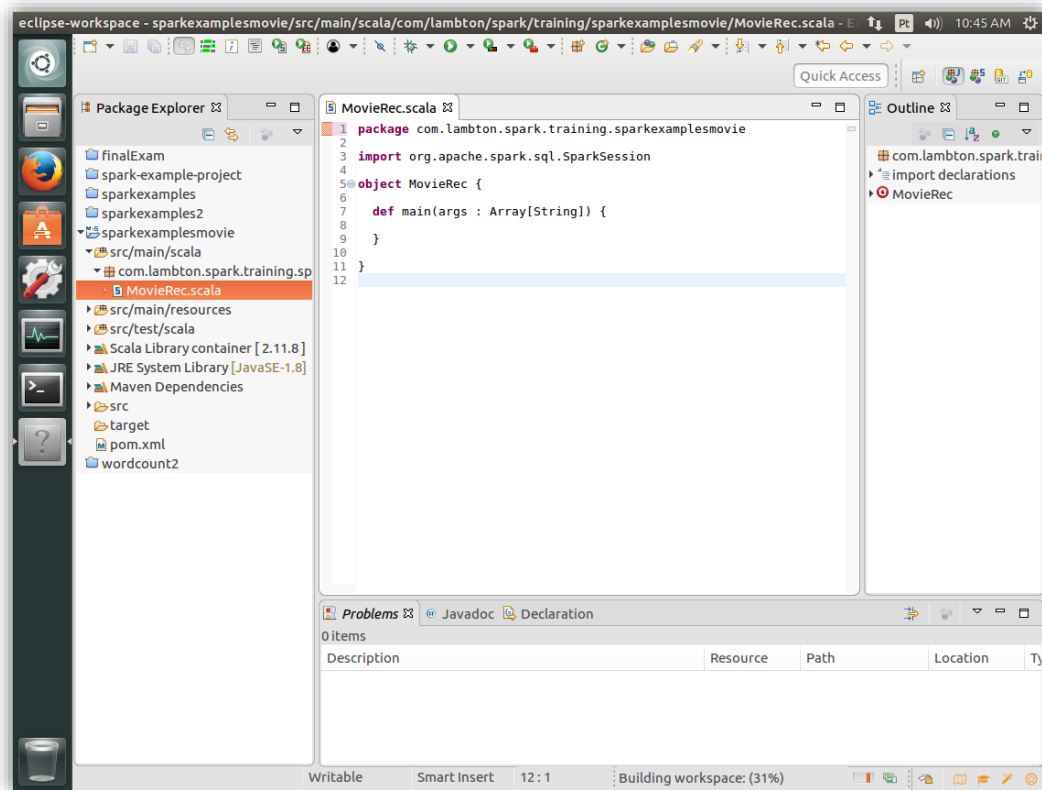 eclipse-workspace - sparkexamplesmovie/src/main/scala/com/lambton/spark/training/sparkexamplesmovie/MovieRec.scala - E
Pt
10:45 AM
Quick Access
Package Explorer
finalExam
spark-example-project
sparkexamples
sparkexamples2
sparkexamplesmovie
src/main/scala
com.lambton.spark.training.sp
MovieRec.scala
src/main/resources
src/test/scala
Scala Library container [ 2.11.8 ]
JRE System Library [JavaSE-1.8]
Maven Dependencies
src
target
pom.xml
wordcount2
MovieRec.scala
1 package com.lambton.spark.training.sparkexamplesmovie
2
3 import org.apache.spark.sql.SparkSession
4
5 object MovieRec {
6
7 def main(args : Array[String]) {
8
9 }
10
11 }
12
Outline
com.lambton.spark.trai
import declarations
MovieRec
Problems @ Javadoc Declaration
0 items
Description Resource Path Location Ty
Writable Smart Insert 12 : 1 Building workspace: (31%)